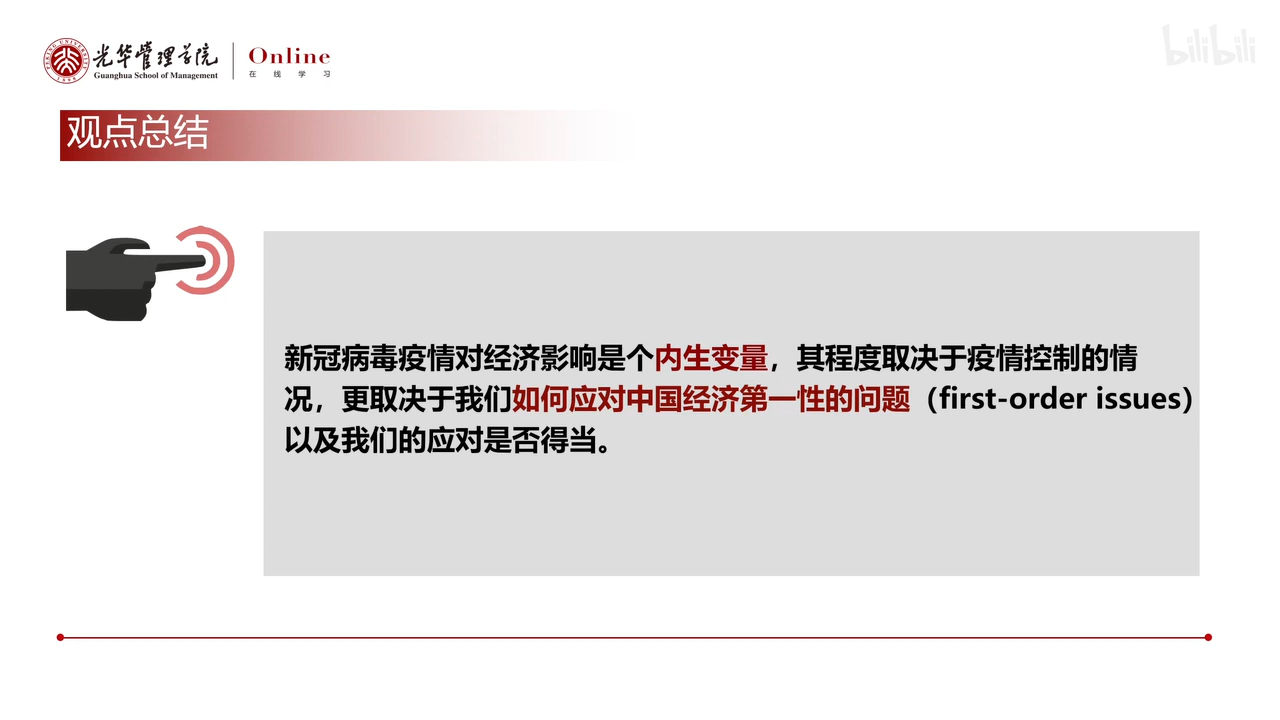 光华管理学院
Guanghua School of Management
Online
在线学习
bilibili
观点总结
新冠病毒疫情对经济影响是个内生变量，其程度取决于疫情控制的情
况，更取决于我们如何应对中国经济第一性的问题（first-order issues）
以及我们的应对是否得当。